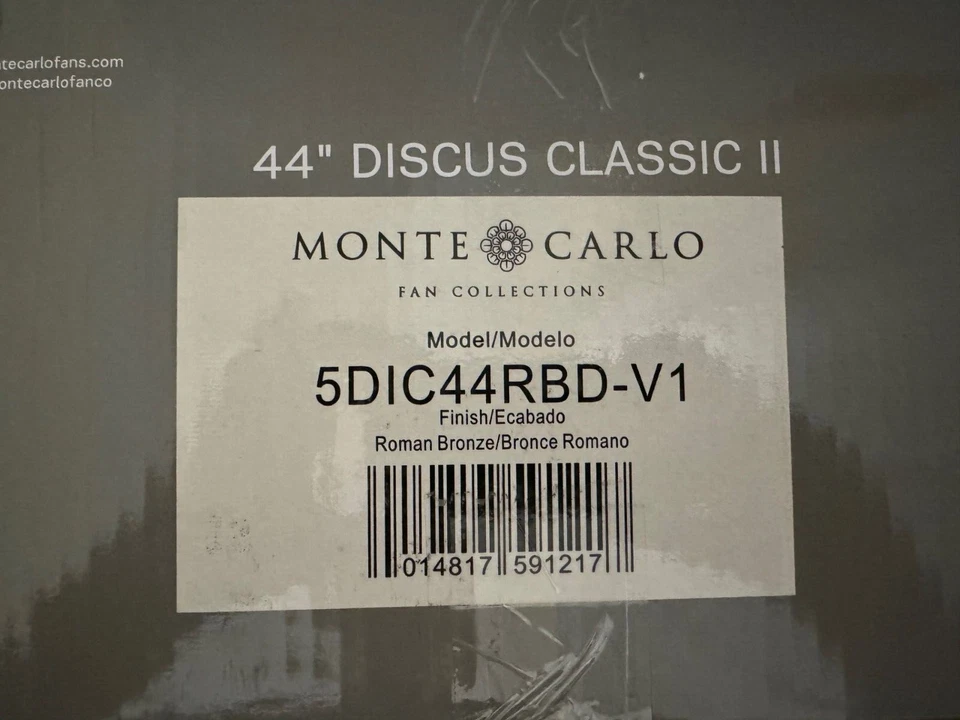 tecarlofans.com
ontecarlofanco
44" DISCUS CLASSIC II
MONTE CARLO
FAN COLLECTIONS
Model/Modelo
5DIC44RBD-V1
Finish/Ecabado
Roman Bronze/Bronce Romano
014817 591217